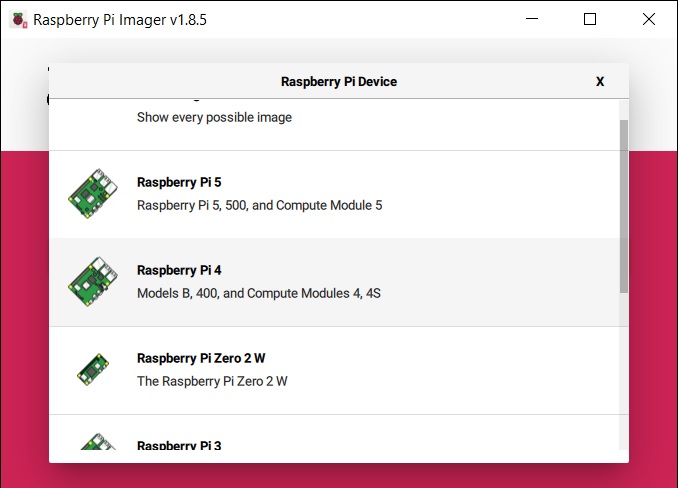 Raspberry Pi Imager v1.8.5
Raspberry Pi Device
X
Show every possible image
Raspberry Pi 5
Raspberry Pi 5, 500, and Compute Module 5
Raspberry Pi 4
Models B, 400, and Compute Modules 4, 4S
Raspberry Pi Zero 2 W
The Raspberry Pi Zero 2 W
Raspberry Pi 3